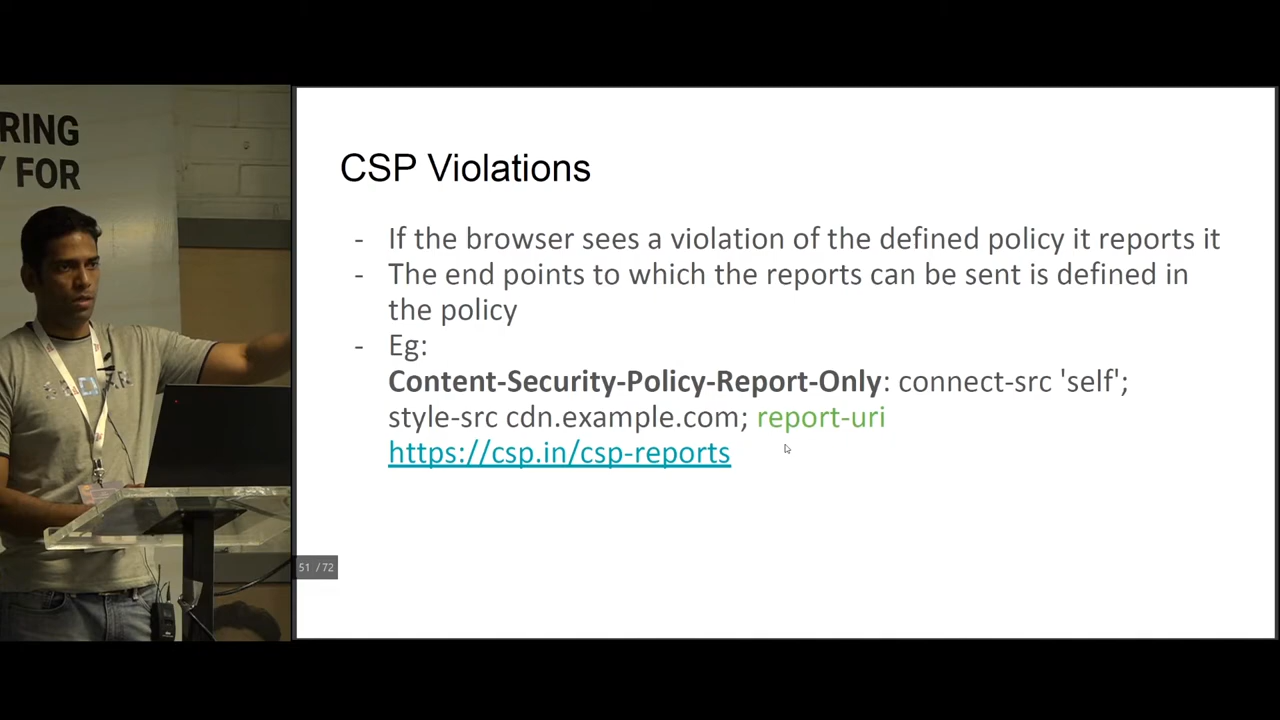 RING
Y FOR
CSP Violations
- If the browser sees a violation of the defined policy it reports it
- The end points to which the reports can be sent is defined in
the policy
- Eg:
Content-Security-Policy-Report-Only: connect-src 'self';
style-src cdn.example.com; report-uri
https://csp.in/csp-reports
51 / 72